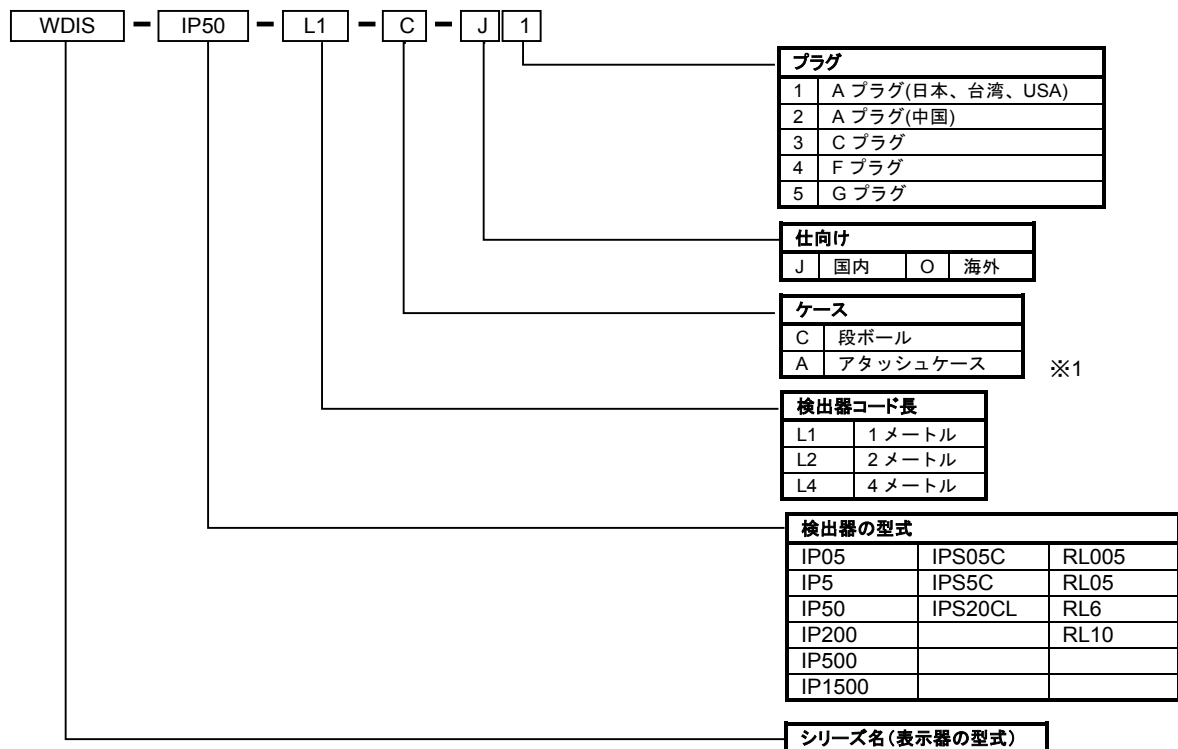 WDIS － IP50 － L1 － C － J 1
プラグ
1 A プラグ(日本、台湾、USA)
2 A プラグ(中国)
3 C プラグ
4 F プラグ
5 G プラグ
仕向け
J 国内 O 海外
ケース
C 段ボール
A アタッシュケース ※1
検出器コード長
L1 1 メートル
L2 2 メートル
L4 4 メートル
検出器の型式
IP05 IPS05C RL005
IP5 IPS5C RL05
IP50 IPS20CL RL6
IP200 RL10
IP500
IP1500
シリーズ名(表示器の型式)